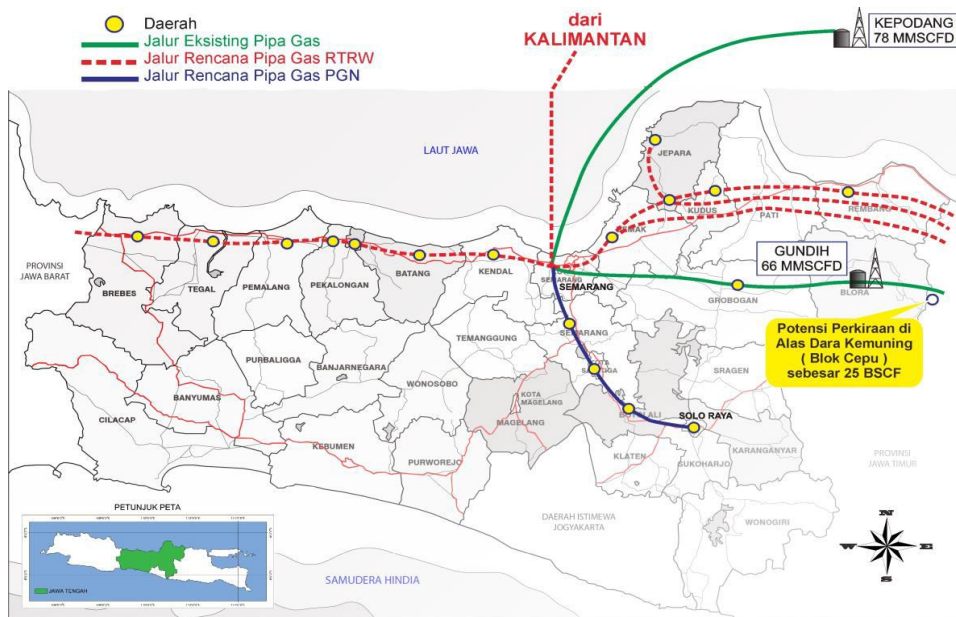 Daerah
Jalur Eksisting Pipa Gas
Jalur Rencana Pipa Gas RTRW
Jalur Rencana Pipa Gas PGN
dari
KALIMANTAN
KEPODANG
78 MMSCFD
LAUT JAWA
JEPARA
KUDUS
PATI
REMBANG
GUNDIH
66 MMSCFD
PROVINSI
JAWA BARAT
BREBES
TEGAL
PEMALANG
PEKALONGAN
BATANG
KENDAL
SEMARANG
SEMARANG
GROBOGAN
BLORA
Potensi Perkiraan di
Alas Dara Kemuning
( Blok Cepu )
sebesar 25 BSCF
PURBALIGGA
BANJARNEGARA
TEMANGGUNG
SEMARANG
WONOSOBO
SRAGEN
BANYUMAS
CILACAP
KOTA
MAGELANG
MAGELANG
SOLO RAYA
KEBUMEN
PURWOREJO
KLATEN
SUKOHARJO
KARANGANYAR
PROVINSI
JAWA TIMUR
DAERAH ISTIMEWA
JOGYAKARTA
WONOGIRI
PETUNJUK PETA
JAWA TENGAH
SAMUDERA HINDIA
N
W
E
S